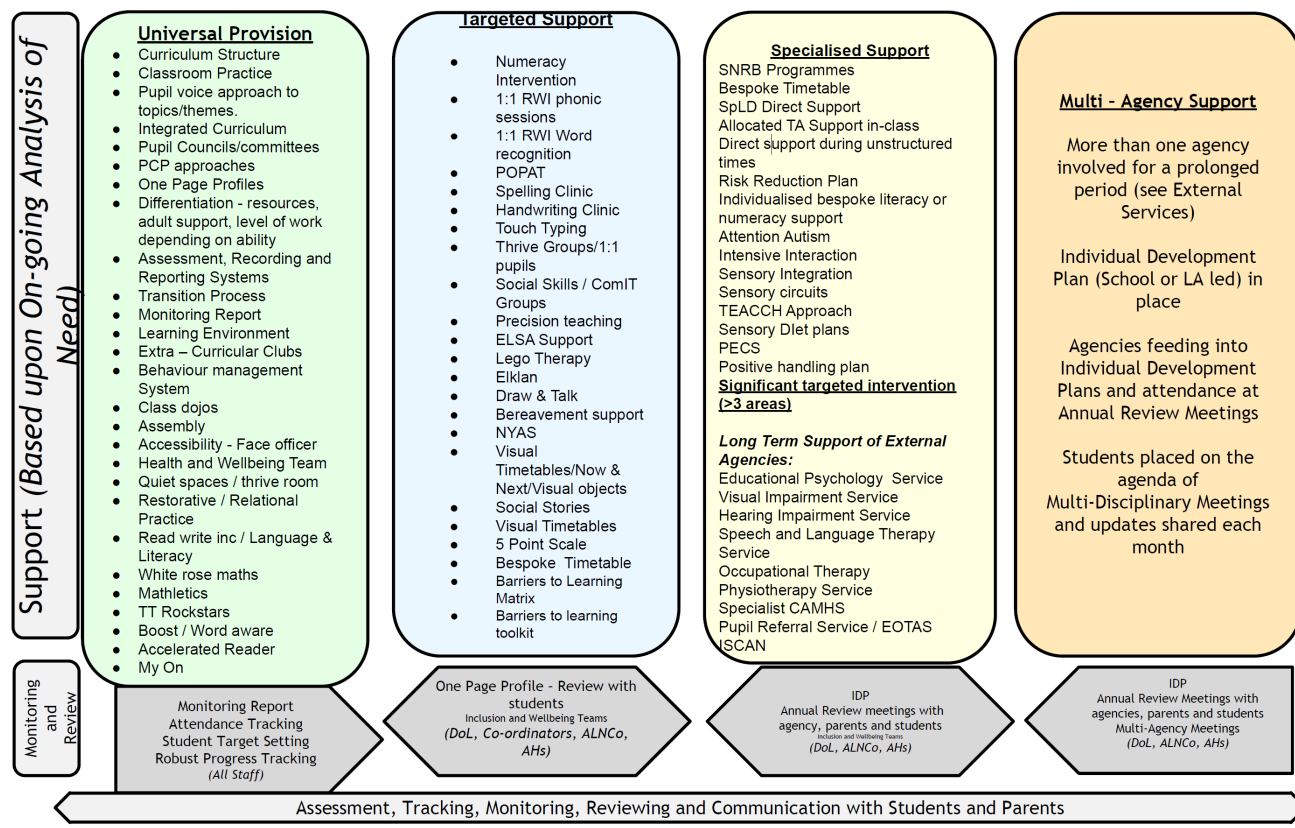 Support (Based upon On-going Analysis of
Need)
Universal Provision
● Curriculum Structure
● Classroom Practice
● Pupil voice approach to
topics/themes.
● Integrated Curriculum
● Pupil Councils/committees
● PCP approaches
● One Page Profiles
● Differentiation - resources,
adult support, level of work
depending on ability
● Assessment, Recording and
Reporting Systems
● Transition Process
● Monitoring Report
● Learning Environment
● Extra – Curricular Clubs
● Behaviour management
System
● Class dojos
● Assembly
● Accessibility - Face officer
● Health and Wellbeing Team
● Quiet spaces / thrive room
● Restorative / Relational
Practice
● Read write inc / Language &
Literacy
● White rose maths
● Mathletics
● TT Rockstars
● Boost / Word aware
● Accelerated Reader
● My On
Targeted Support
● Numeracy
Intervention
● 1:1 RWI phonic
sessions
● 1:1 RWI Word
recognition
● POPAT
● Spelling Clinic
● Handwriting Clinic
● Touch Typing
● Thrive Groups/1:1
pupils
● Social Skills / ComIT
Groups
● Precision teaching
● ELSA Support
● Lego Therapy
● Elklan
● Draw & Talk
● Bereavement support
● NYAS
● Visual
Timetables/Now &
Next/Visual objects
● Social Stories
● Visual Timetables
● 5 Point Scale
● Bespoke Timetable
● Barriers to Learning
Matrix
● Barriers to learning
toolkit
Specialised Support
SNRB Programmes
Bespoke Timetable
SpLD Direct Support
Allocated TA Support in-class
Direct support during unstructured
times
Risk Reduction Plan
Individualised bespoke literacy or
numeracy support
Attention Autism
Intensive Interaction
Sensory Integration
Sensory circuits
TEACCH Approach
Sensory DIet plans
PECS
Positive handling plan
Significant targeted intervention
(>3 areas)
Long Term Support of External
Agencies:
Educational Psychology Service
Visual Impairment Service
Hearing Impairment Service
Speech and Language Therapy
Service
Occupational Therapy
Physiotherapy Service
Specialist CAMHS
Pupil Referral Service / EOTAS
ISCAN
Multi – Agency Support
More than one agency
involved for a prolonged
period (see External
Services)
Individual Development
Plan (School or LA led) in
place
Agencies feeding into
Individual Development
Plans and attendance at
Annual Review Meetings
Students placed on the
agenda of
Multi-Disciplinary Meetings
and updates shared each
month
Monitoring
and
Review
Monitoring Report
Attendance Tracking
Student Target Setting
Robust Progress Tracking
(All Staff)
One Page Profile – Review with
students
Inclusion and Wellbeing Teams
(DoL, Co-ordinators, ALNCo,
AHs)
IDP
Annual Review meetings with
agency, parents and students
Inclusion and Wellbeing Teams
(DoL, ALNCo, AHs)
IDP
Annual Review Meetings with
agencies, parents and students
Multi-Agency Meetings
(DoL, ALNCo, AHs)
Assessment, Tracking, Monitoring, Reviewing and Communication with Students and Parents